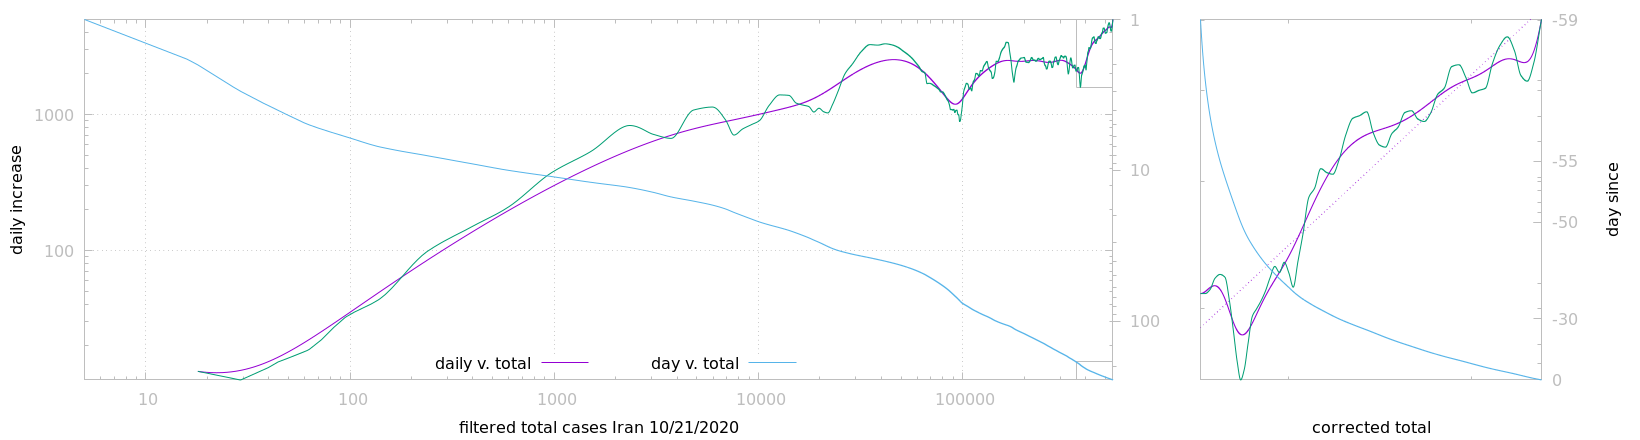 daily increase
1000
100
10
100
1000
10000
100000
filtered total cases Iran 10/21/2020
daily v. total
day v. total
1
10
100
-59
-55
-50
-30
0
day since
corrected total